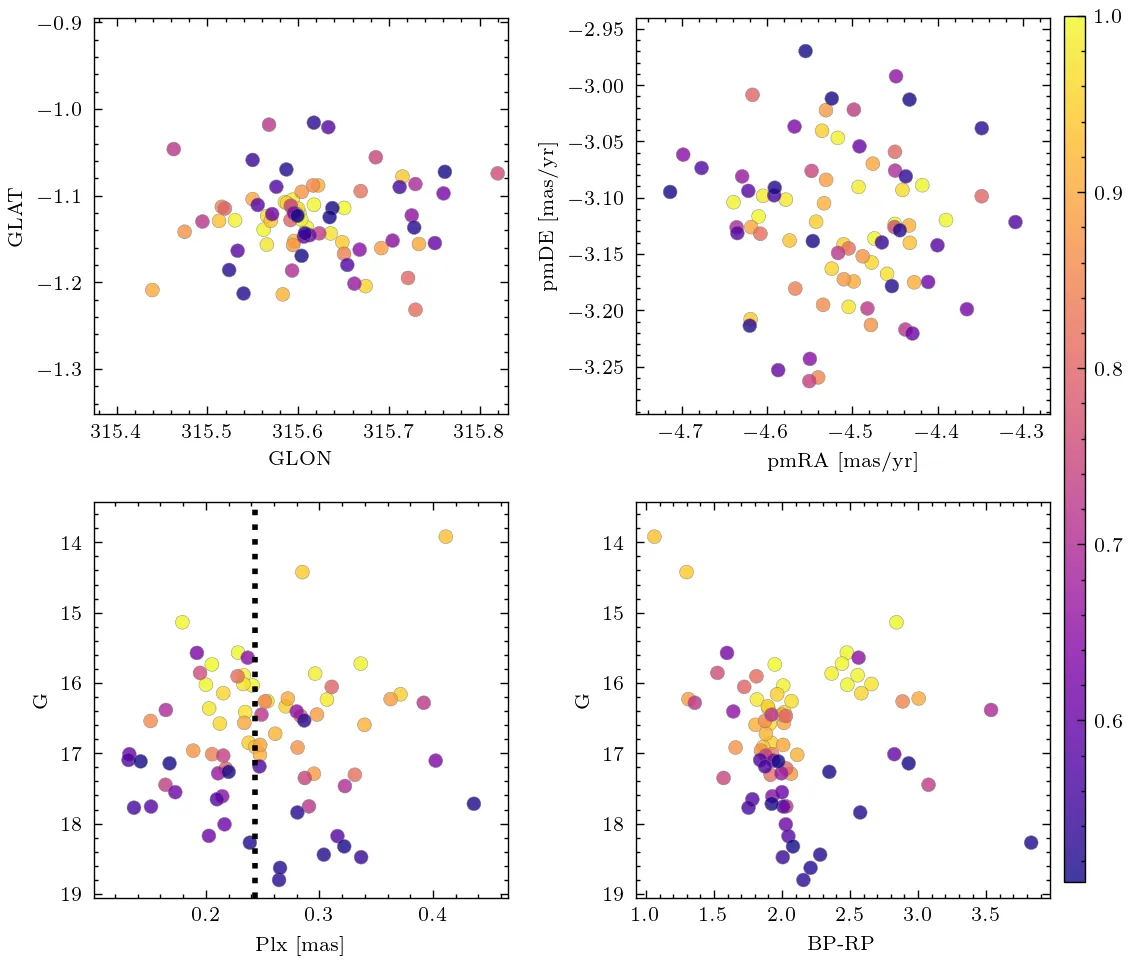 −0.9
−1.0
−1.1
−1.2
−1.3
GLAT
315.4 315.5 315.6 315.7 315.8
GLON
−2.95
−3.00
−3.05
−3.10
−3.15
−3.20
−3.25
pmDE [mas/yr]
−4.7 −4.6 −4.5 −4.4 −4.3
pmRA [mas/yr]
1.0
0.9
0.8
0.7
0.6
14
15
16
17
18
19
G
0.2 0.3 0.4
Plx [mas]
14
15
16
17
18
19
G
1.0 1.5 2.0 2.5 3.0 3.5
BP-RP